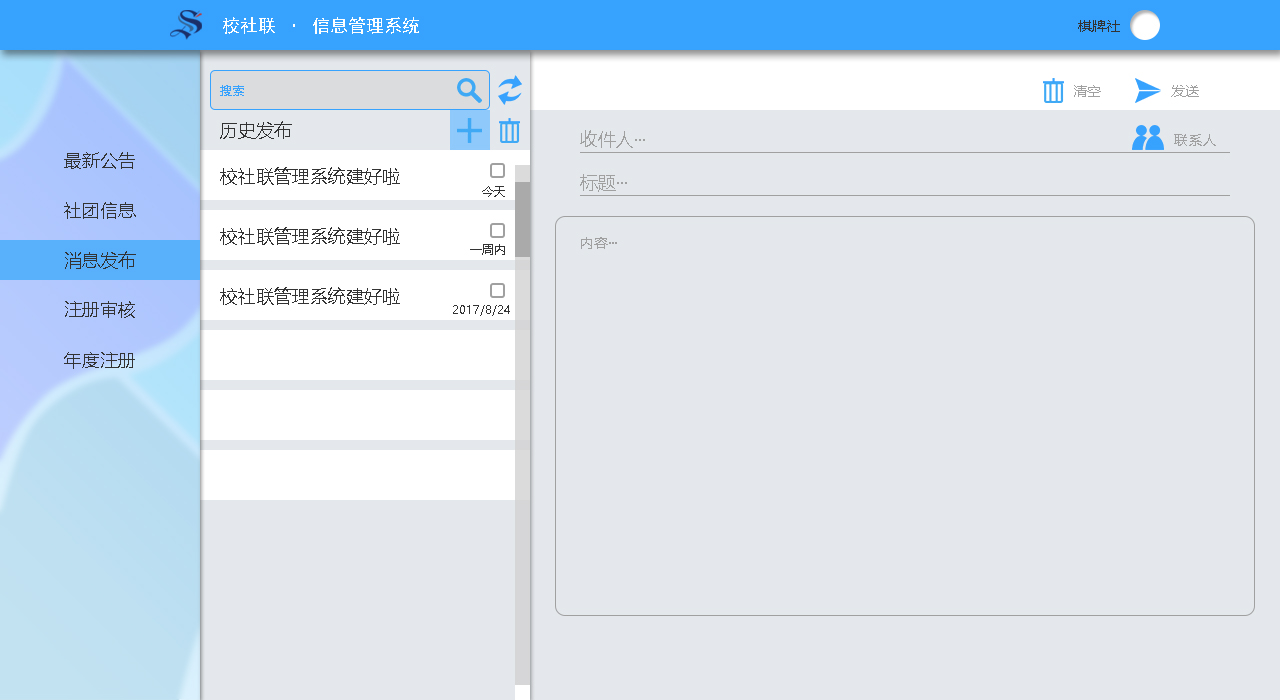 校社联 · 信息管理系统
棋牌社
最新公告
社团信息
消息发布
注册审核
年度注册
搜索
历史发布
校社联管理系统建好啦
今天
校社联管理系统建好啦
一周内
校社联管理系统建好啦
2017/8/24
清空
发送
收件人…
联系人
标题…
内容…